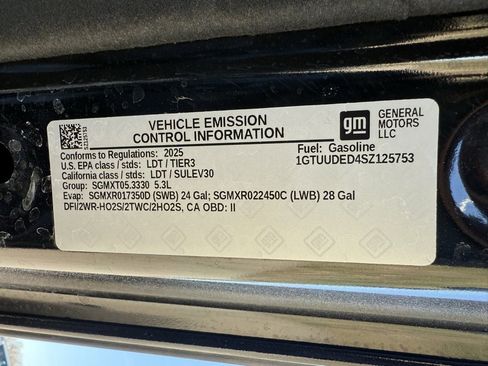 VEHICLE EMISSION
CONTROL INFORMATION
gm
GENERAL
MOTORS
LLC
Conforms to Regulations: 2025
Fuel: Gasoline
U.S. EPA class/stds: LDT / TIER3
1GTUUDED4SZ125753
California class/stds: LDT / SULEV30
Group: SGMXT05.3330 5.3L
Evap: SGMXR017350D (SWB) 24 Gal; SGMXR022450C (LWB) 28 Gal
DFI/2WR-HO2S/2TWC/2HO2S, CA OBD: II
SZ125753